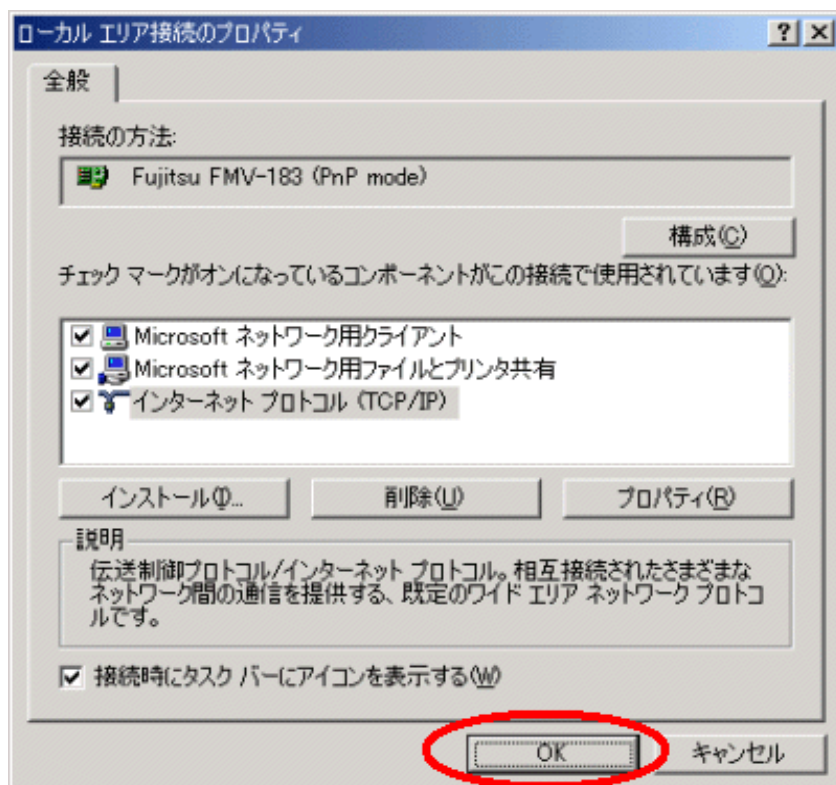 ローカル エリア接続のプロパティ
全般
接続の方法:
Fujitsu FMV-183 (PnP mode)
構成(C)
チェック マークがオンになっているコンポーネントがこの接続で使用されています(O):
Microsoft ネットワーク用クライアント
Microsoft ネットワーク用ファイルとプリンタ共有
インターネット プロトコル (TCP/IP)
インストール(I)...
削除(U)
プロパティ(R)
説明
伝送制御プロトコル/インターネット プロトコル。相互接続されたさまざまな
ネットワーク間の通信を提供する、既定のワイド エリア ネットワーク プロトコ
ルです。
接続時にタスク バーにアイコンを表示する(W)
OK
キャンセル